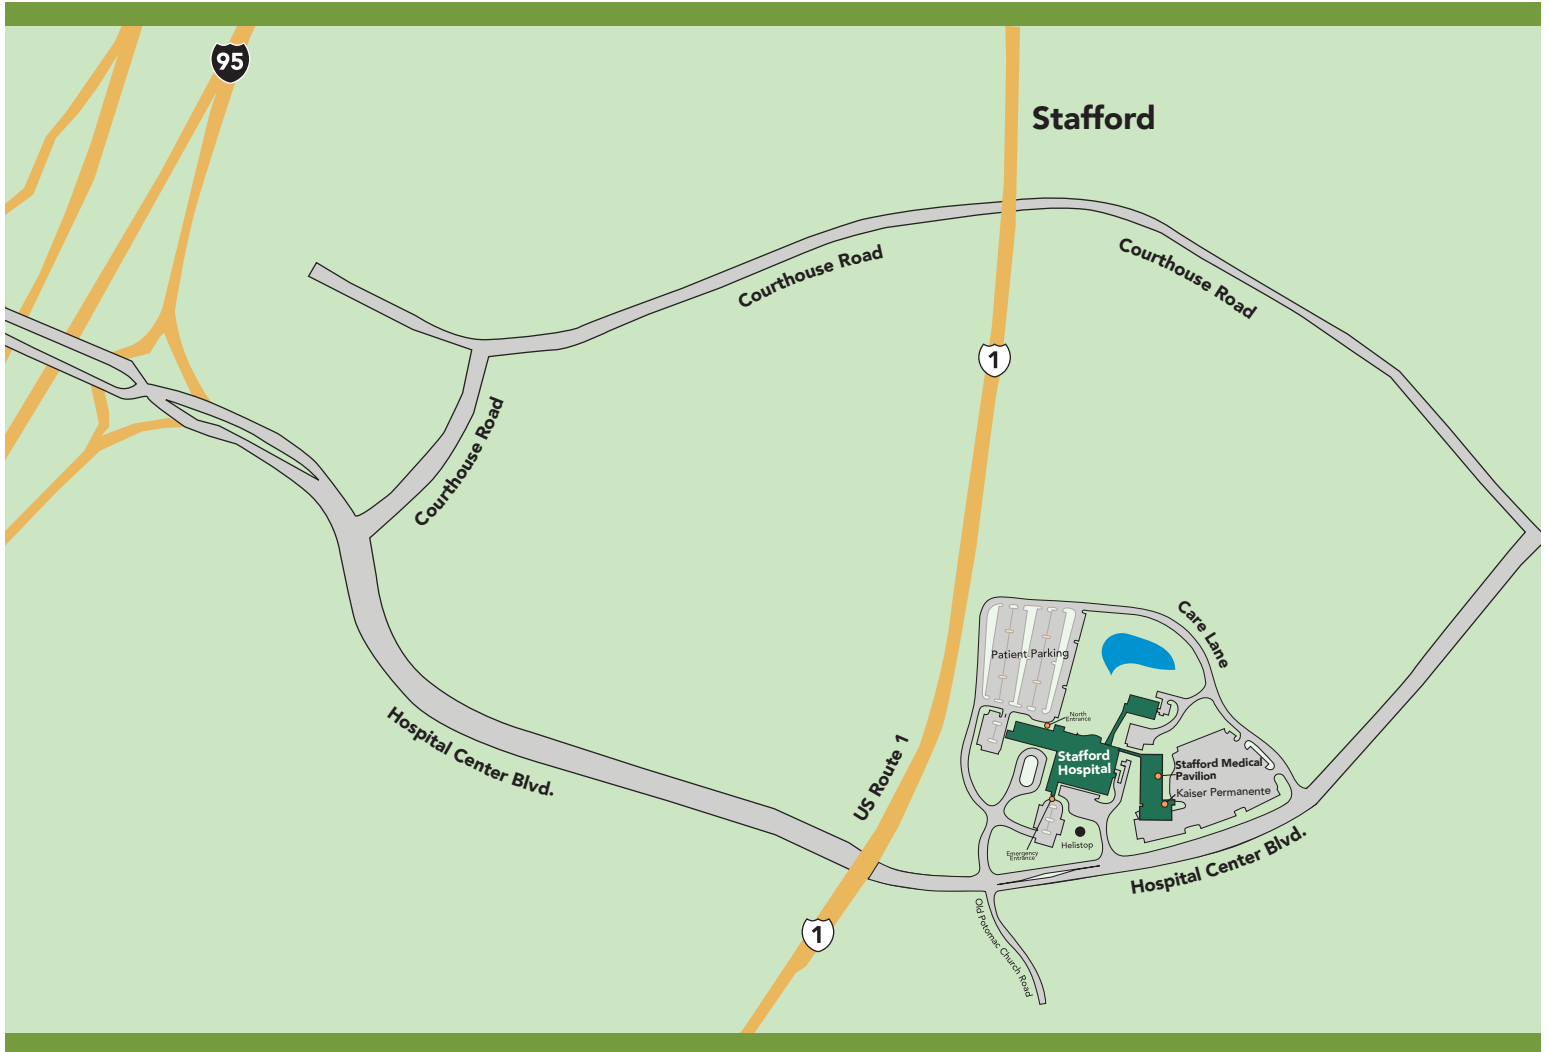 95
Stafford
Courthouse Road
Courthouse Road
1
Courthouse Road
Care Lane
Patient Parking
North
Entrance
Hospital Center Blvd.
US Route 1
Stafford
Hospital
Stafford Medical
Pavilion
Kaiser Permanente
Helistop
Emergency
Entrance
Hospital Center Blvd.
Old Potomac Church Road
1